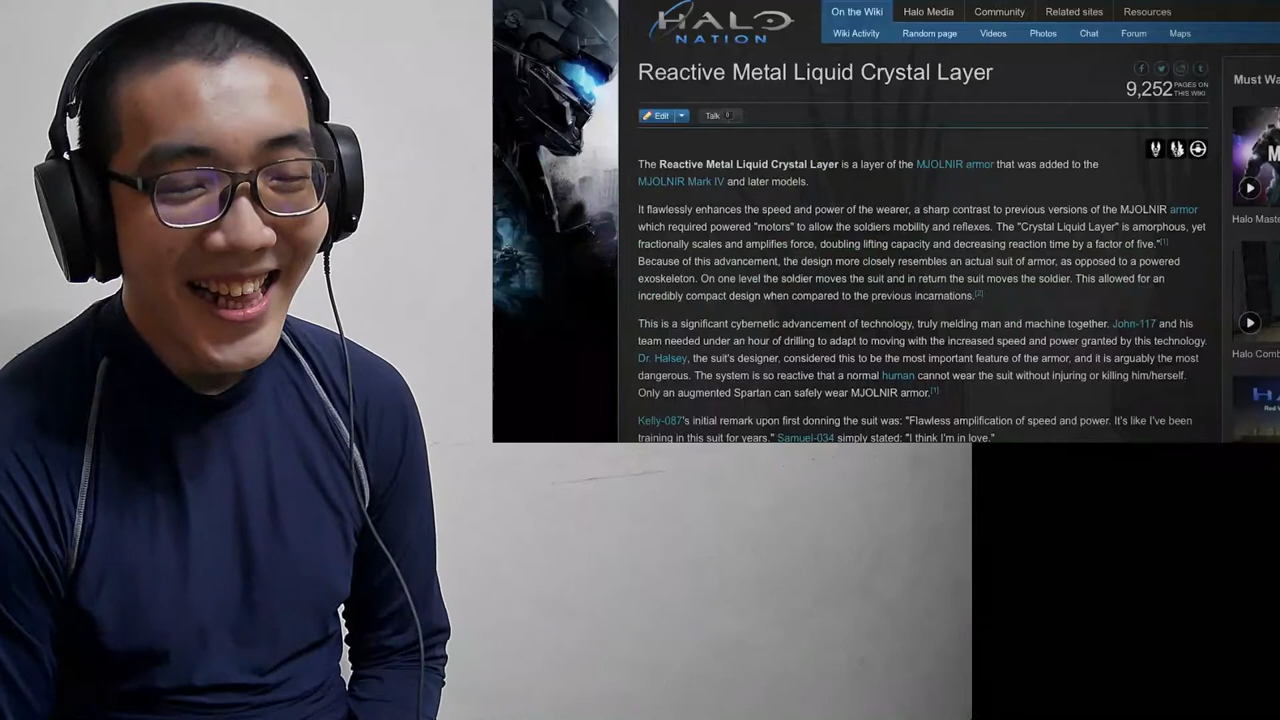 HALO
NATION
On the Wiki Halo Media Community Related sites Resources
Wiki Activity Random page Videos Photos Chat Forum Maps
Reactive Metal Liquid Crystal Layer
9,252 PAGES ON
THIS WIKI
Must Wa
Edit Talk 0
The Reactive Metal Liquid Crystal Layer is a layer of the MJOLNIR armor that was added to the
MJOLNIR Mark IV and later models.
It flawlessly enhances the speed and power of the wearer, a sharp contrast to previous versions of the MJOLNIR armor
which required powered "motors" to allow the soldiers mobility and reflexes. The "Crystal Liquid Layer" is amorphous, yet
fractionally scales and amplifies force, doubling lifting capacity and decreasing reaction time by a factor of five."[1]
Because of this advancement, the design more closely resembles an actual suit of armor, as opposed to a powered
exoskeleton. On one level the soldier moves the suit and in return the suit moves the soldier. This allowed for an
incredibly compact design when compared to the previous incarnations.[2]
This is a significant cybernetic advancement of technology, truly melding man and machine together. John-117 and his
team needed under an hour of drilling to adapt to moving with the increased speed and power granted by this technology.
Dr. Halsey, the suit's designer, considered this to be the most important feature of the armor, and it is arguably the most
dangerous. The system is so reactive that a normal human cannot wear the suit without injuring or killing him/herself.
Only an augmented Spartan can safely wear MJOLNIR armor.[1]
Kelly-087's initial remark upon first donning the suit was: "Flawless amplification of speed and power. It's like I've been
training in this suit for years." Samuel-034 simply stated: "I think I'm in love."
M
Halo Maste
Halo Comb